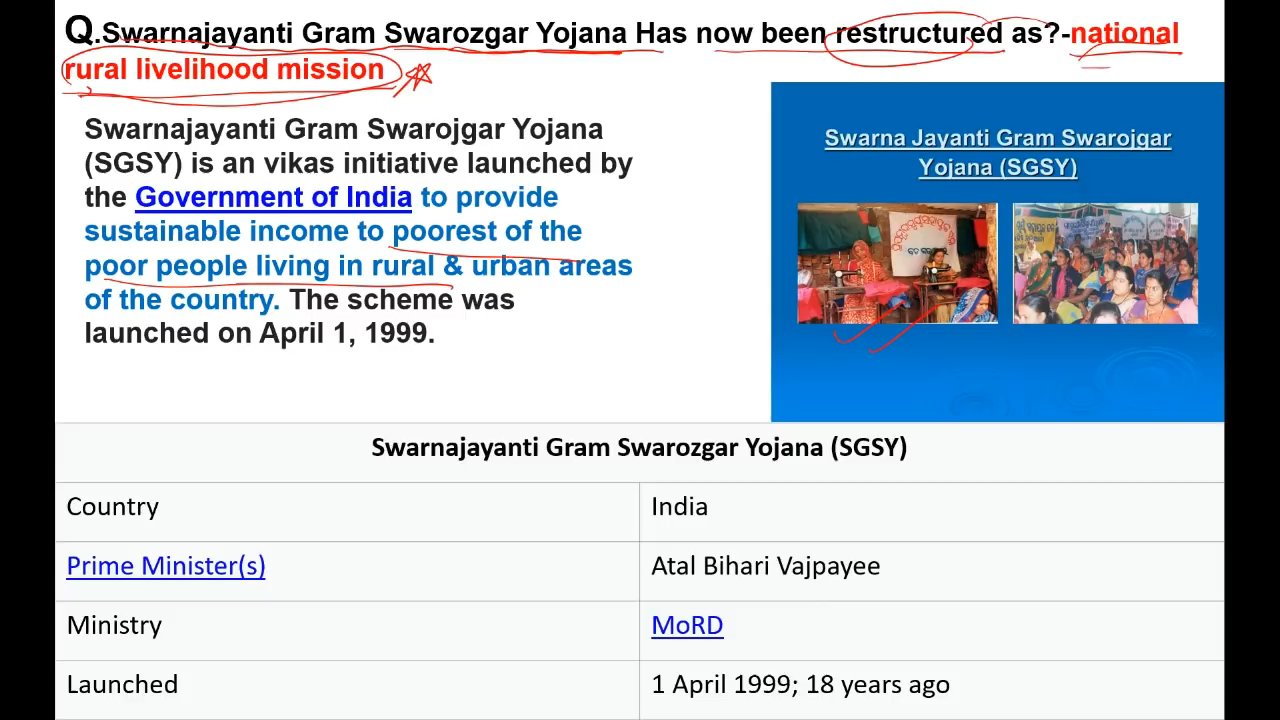 Q.Swarnajayanti Gram Swarozgar Yojana Has now been restructured as?-national
rural livelihood mission
Swarnajayanti Gram Swarojgar Yojana
(SGSY) is an vikas initiative launched by
the Government of India to provide
sustainable income to poorest of the
poor people living in rural & urban areas
of the country. The scheme was
launched on April 1, 1999.
Swarna Jayanti Gram Swarojgar
Yojana (SGSY)
Swarnajayanti Gram Swarozgar Yojana (SGSY)
Country India
Prime Minister(s) Atal Bihari Vajpayee
Ministry MoRD
Launched 1 April 1999; 18 years ago